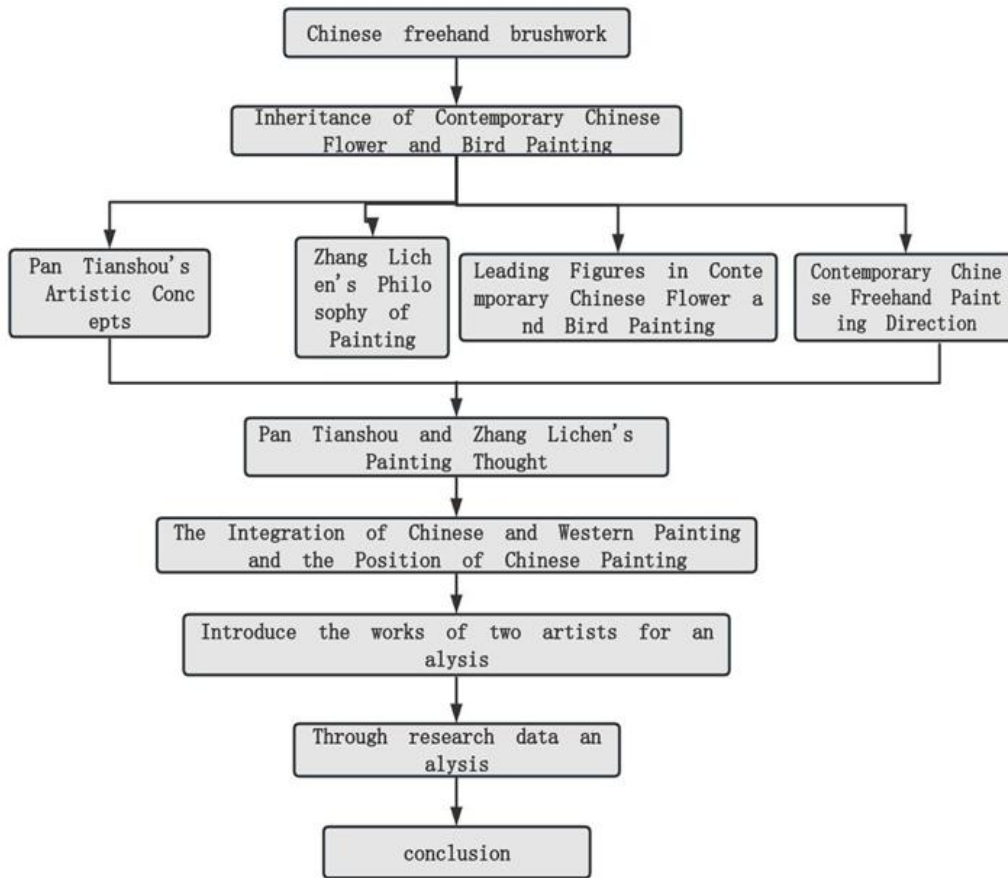 Chinese freehand brushwork
Inheritance of Contemporary Chinese
Flower and Bird Painting
Pan Tianshou's
Artistic Conc
epts
Zhang Lich
en's Philo
sophy of
Painting
Leading Figures in Conte
mporary Chinese Flower a
nd Bird Painting
Contemporary Chine
se Freehand Paint
ing Direction
Pan Tianshou and Zhang Lichen's
Painting Thought
The Integration of Chinese and Western Painting
and the Position of Chinese Painting
Introduce the works of two artists for an
alysis
Through research data an
alysis
conclusion